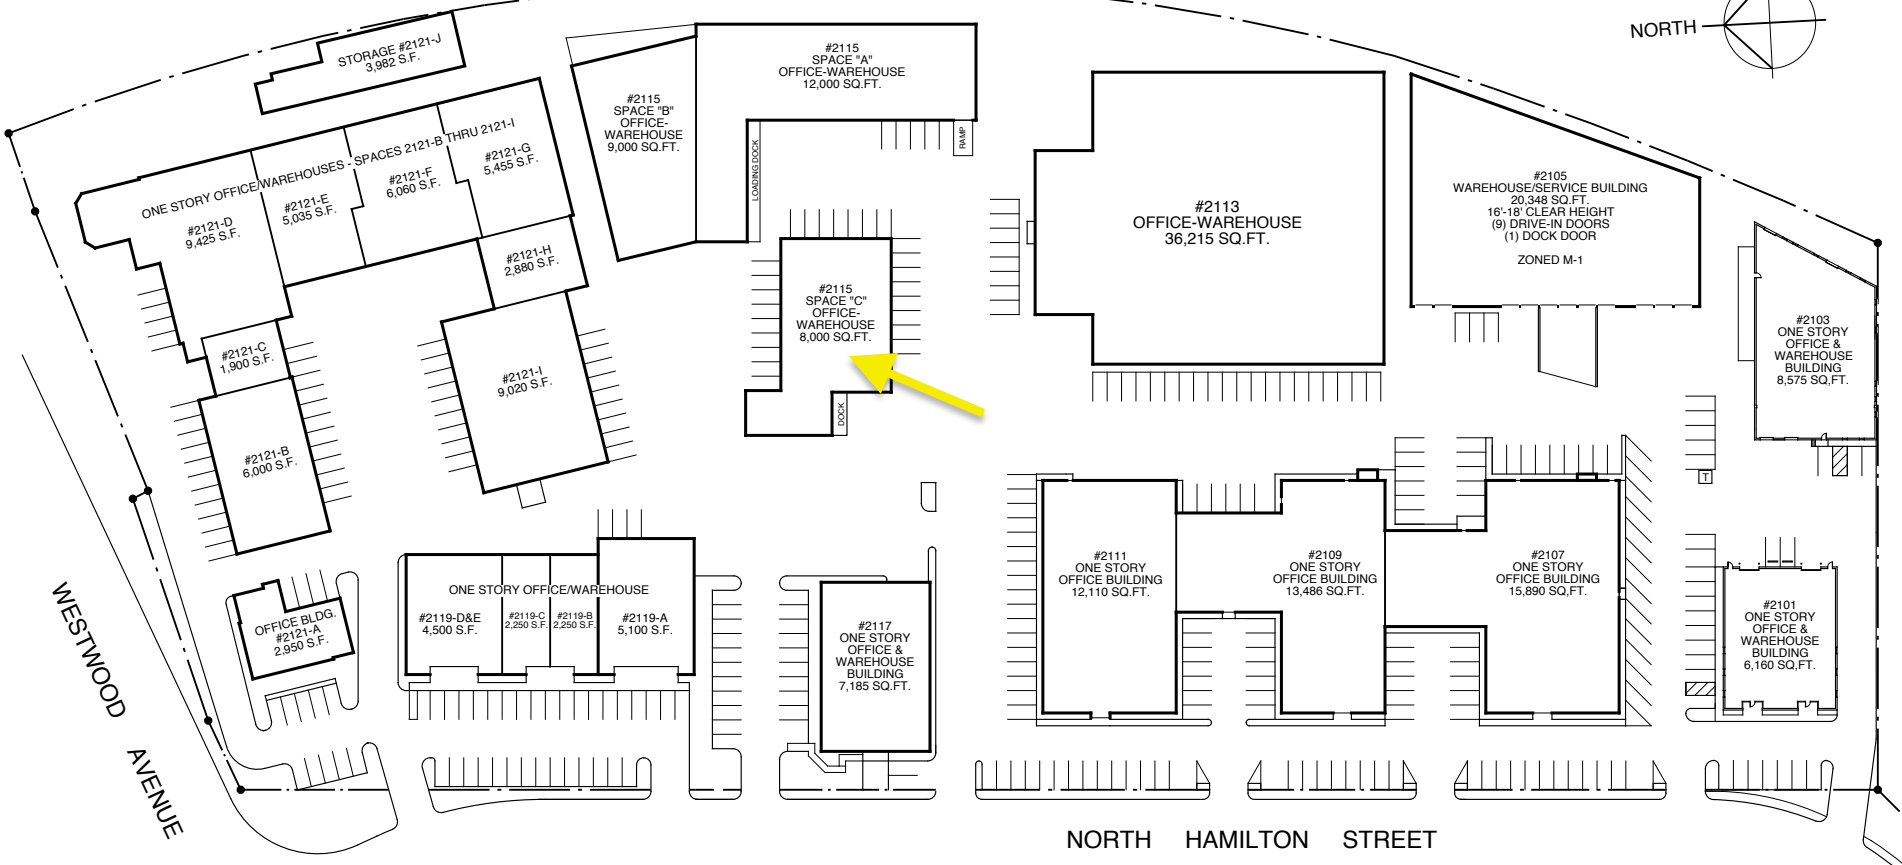 NORTH
STORAGE #2121-J
3,982 S.F.
#2115
SPACE "A"
OFFICE-WAREHOUSE
12,000 SQ.FT.
#2115
SPACE "B"
OFFICE-
WAREHOUSE
9,000 SQ.FT.
LOADING DOCK
RAMP
ONE STORY OFFICE/WAREHOUSES - SPACES 2121-B THRU 2121-I
#2121-G
5,455 S.F.
#2121-F
6,060 S.F.
#2121-E
5,035 S.F.
#2121-D
9,425 S.F.
#2121-H
2,880 S.F.
#2121-C
1,900 S.F.
#2121-I
9,020 S.F.
#2121-B
6,000 S.F.
#2115
SPACE "C"
OFFICE-
WAREHOUSE
8,000 SQ.FT.
DOCK
#2113
OFFICE-WAREHOUSE
36,215 SQ.FT.
#2105
WAREHOUSE/SERVICE BUILDING
20,348 SQ.FT.
16'-18' CLEAR HEIGHT
(9) DRIVE-IN DOORS
(1) DOCK DOOR
ZONED M-1
#2103
ONE STORY
OFFICE &
WAREHOUSE
BUILDING
8,575 SQ,FT.
T
OFFICE BLDG.
#2121-A
2,950 S.F.
ONE STORY OFFICE/WAREHOUSE
#2119-D&E
4,500 S.F.
#2119-C
2,250 S.F.
#2119-B
2,250 S.F.
#2119-A
5,100 S.F.
#2117
ONE STORY
OFFICE &
WAREHOUSE
BUILDING
7,185 SQ.FT.
#2111
ONE STORY
OFFICE BUILDING
12,110 SQ.FT.
#2109
ONE STORY
OFFICE BUILDING
13,486 SQ.FT.
#2107
ONE STORY
OFFICE BUILDING
15,890 SQ,FT.
#2101
ONE STORY
OFFICE &
WAREHOUSE
BUILDING
6,160 SQ,FT.
WESTWOOD AVENUE
NORTH HAMILTON STREET